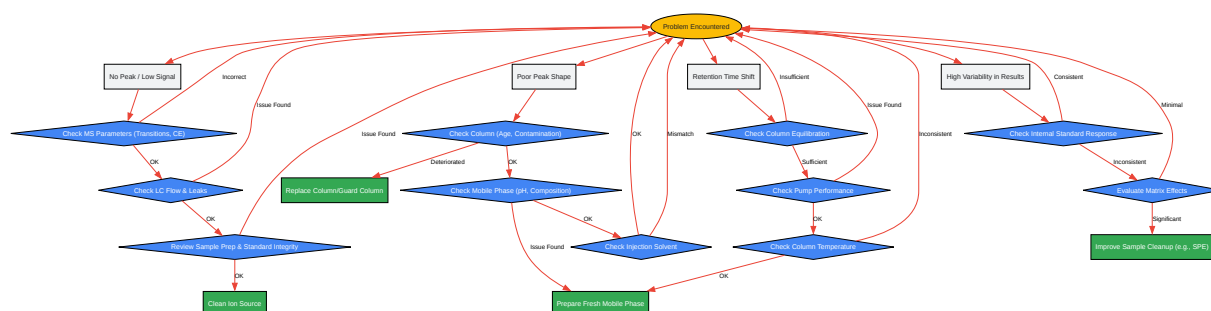 Problem Encountered
No Peak / Low Signal
Incorrect
Poor Peak Shape
Retention Time Shift
Insufficient
High Variability in Results
Consistent
Issue Found
Issue Found
Minimal
Check MS Parameters (Transitions, CE)
Issue Found
Check Column (Age, Contamination)
OK
Mismatch
Check Column Equilibration
Inconsistent
Check Internal Standard Response
OK
Deteriorated
OK
Sufficient
Inconsistent
Check LC Flow & Leaks
Replace Column/Guard Column
Check Mobile Phase (pH, Composition)
Check Pump Performance
Evaluate Matrix Effects
OK
OK
OK
Significant
Review Sample Prep & Standard Integrity
Issue Found
Check Injection Solvent
Check Column Temperature
Improve Sample Cleanup (e.g., SPE)
OK
OK
Clean Ion Source
Prepare Fresh Mobile Phase